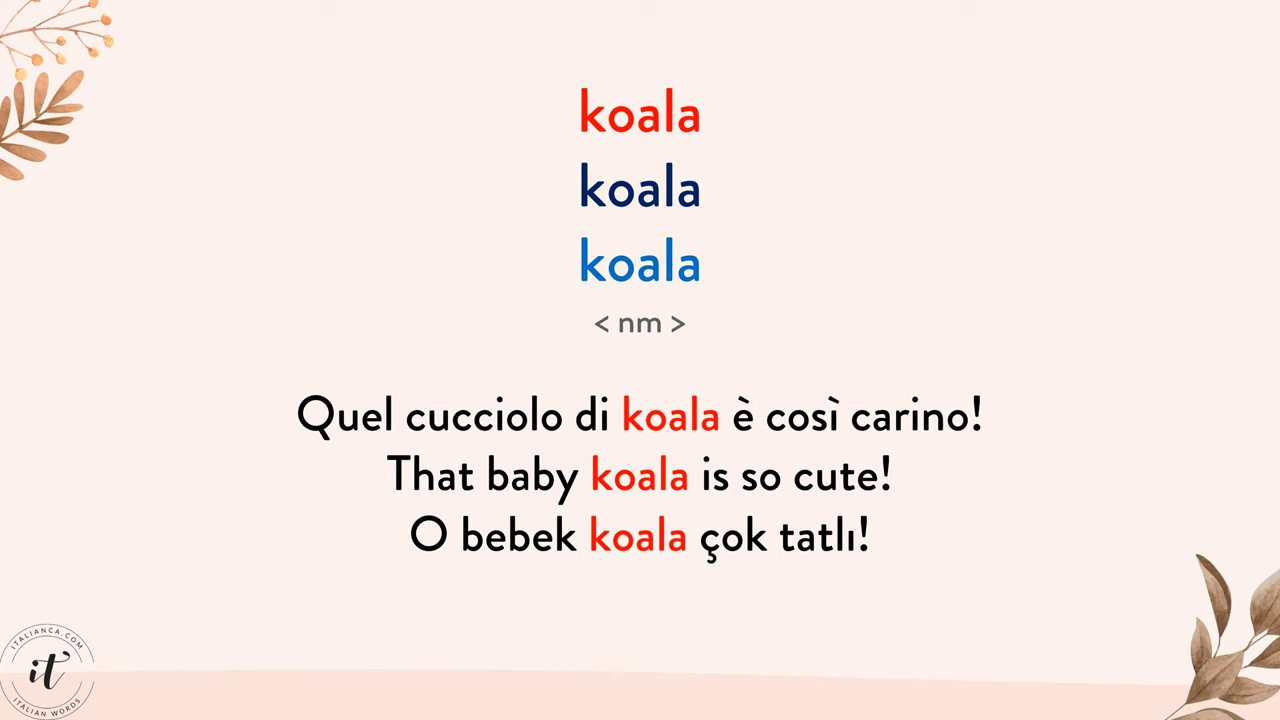 koala
koala
koala
< nm >
Quel cucciolo di koala è così carino!
That baby koala is so cute!
O bebek koala çok tatlı!
ITALIANCA.COM
it
ITALIAN WORDS